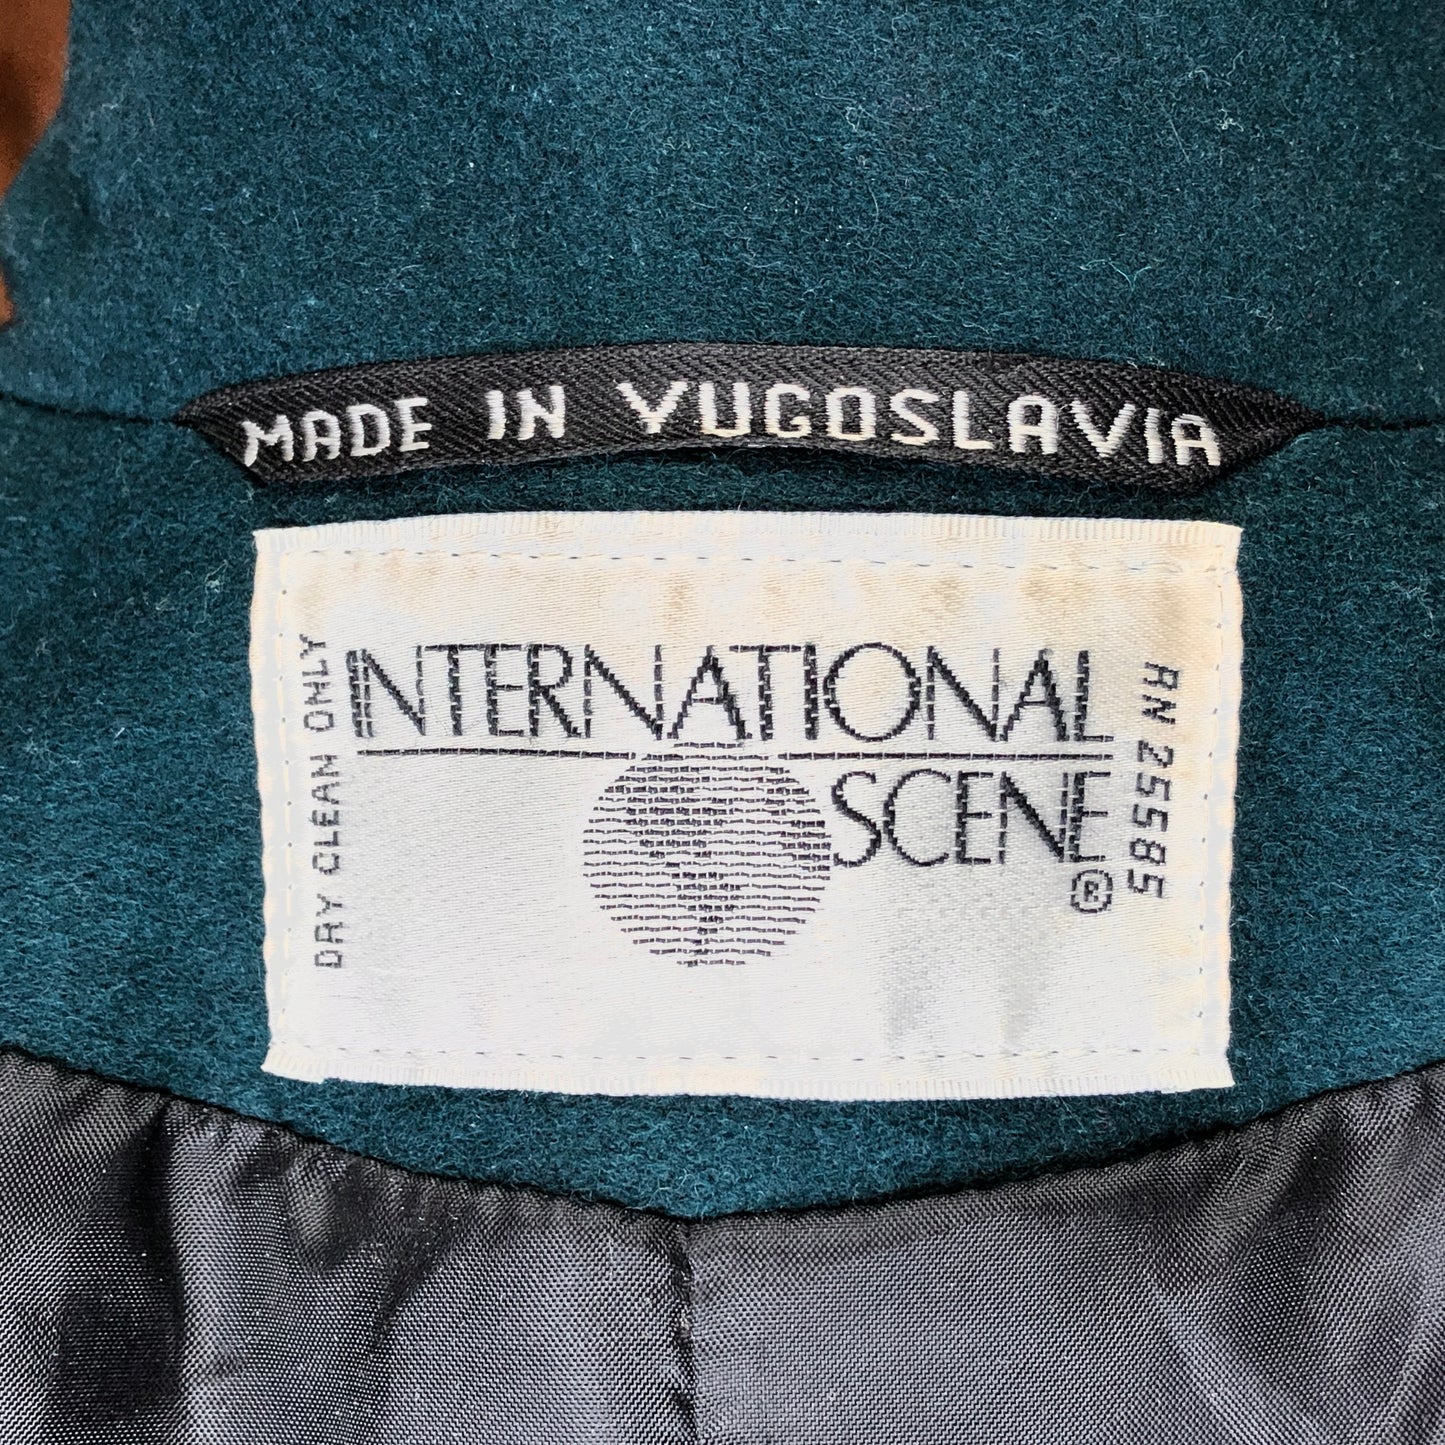 MADE IN YUGOSLAVIA
DRY CLEAN ONLY
INTERNATIONAL
SCENE®
RN 25585